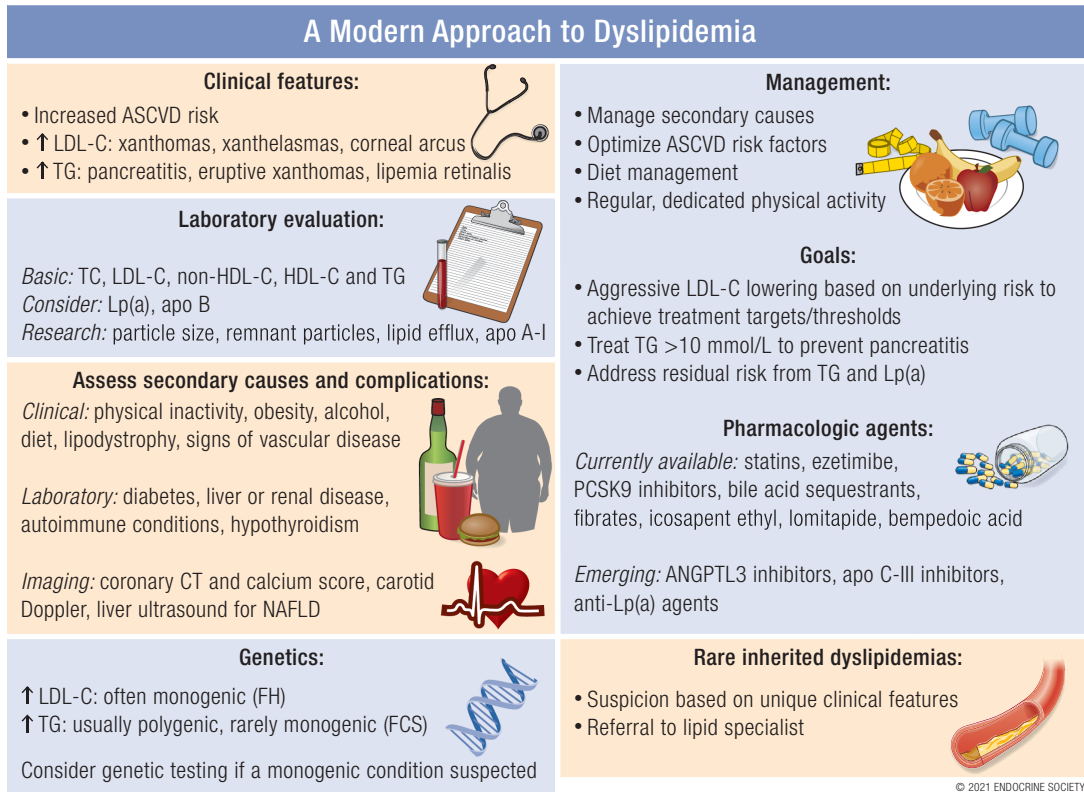 A Modern Approach to Dyslipidemia
Clinical features:
• Increased ASCVD risk
• ↑ LDL-C: xanthomas, xanthelasmas, corneal arcus
• ↑ TG: pancreatitis, eruptive xanthomas, lipemia retinalis
Laboratory evaluation:
Basic: TC, LDL-C, non-HDL-C, HDL-C and TG
Consider: Lp(a), apo B
Research: particle size, remnant particles, lipid efflux, apo A-I
Assess secondary causes and complications:
Clinical: physical inactivity, obesity, alcohol,
diet, lipodystrophy, signs of vascular disease
Laboratory: diabetes, liver or renal disease,
autoimmune conditions, hypothyroidism
Imaging: coronary CT and calcium score, carotid
Doppler, liver ultrasound for NAFLD
Genetics:
↑ LDL-C: often monogenic (FH)
↑ TG: usually polygenic, rarely monogenic (FCS)
Consider genetic testing if a monogenic condition suspected
Management:
• Manage secondary causes
• Optimize ASCVD risk factors
• Diet management
• Regular, dedicated physical activity
Goals:
• Aggressive LDL-C lowering based on underlying risk to
achieve treatment targets/thresholds
• Treat TG >10 mmol/L to prevent pancreatitis
• Address residual risk from TG and Lp(a)
Pharmacologic agents:
Currently available: statins, ezetimibe,
PCSK9 inhibitors, bile acid sequestrants,
fibrates, icosapent ethyl, lomitapide, bempedoic acid
Emerging: ANGPTL3 inhibitors, apo C-III inhibitors,
anti-Lp(a) agents
Rare inherited dyslipidemias:
• Suspicion based on unique clinical features
• Referral to lipid specialist
© 2021 ENDOCRINE SOCIETY